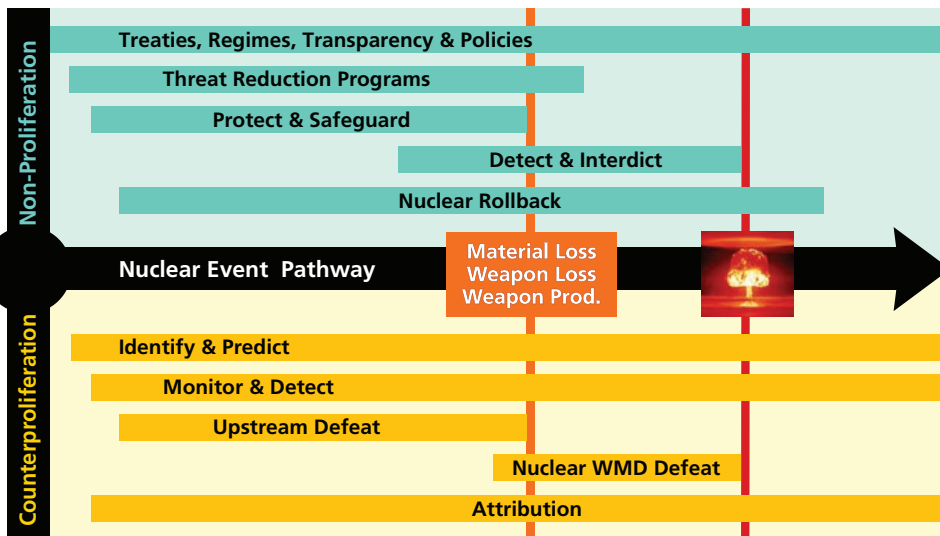 Non-Proliferation
Treaties, Regimes, Transparency & Policies
Threat Reduction Programs
Protect & Safeguard
Detect & Interdict
Nuclear Rollback
Nuclear Event Pathway
Material Loss
Weapon Loss
Weapon Prod.
Counterproliferation
Identify & Predict
Monitor & Detect
Upstream Defeat
Nuclear WMD Defeat
Attribution